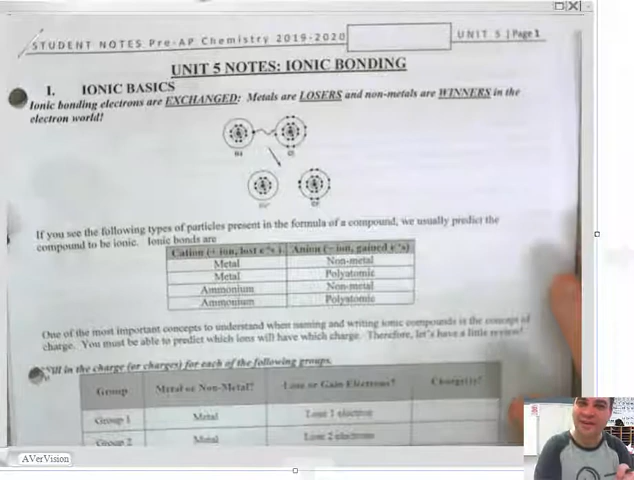 STUDENT NOTES Pre-AP Chemistry 2019-2020
UNIT 5 | Page 1
UNIT 5 NOTES: IONIC BONDING
I. IONIC BASICS
Ionic bonding electrons are EXCHANGED: Metals are LOSERS and non-metals are WINNERS in the
electron world!
If you see the following types of particles present in the formula of a compound, we usually predict the
compound to be ionic. Ionic bonds are
Cation (+ ion, lost e-'s) Anion (- ion, gained e-'s)
Metal Non-metal
Metal Polyatomic
Ammonium Non-metal
Ammonium Polyatomic
One of the most important concepts to understand when naming and writing ionic compounds is the concept of
charge. You must be able to predict which ions will have which charge. Therefore, let's have a little review!
Fill in the charge (or charges) for each of the following groups.
Group Metal or Non-Metal? Loss or Gain Electrons? Charge(s)?
Group 1 Metal Lose 1 electron
Group 2 Metal Lose 2 electrons
AVerVision